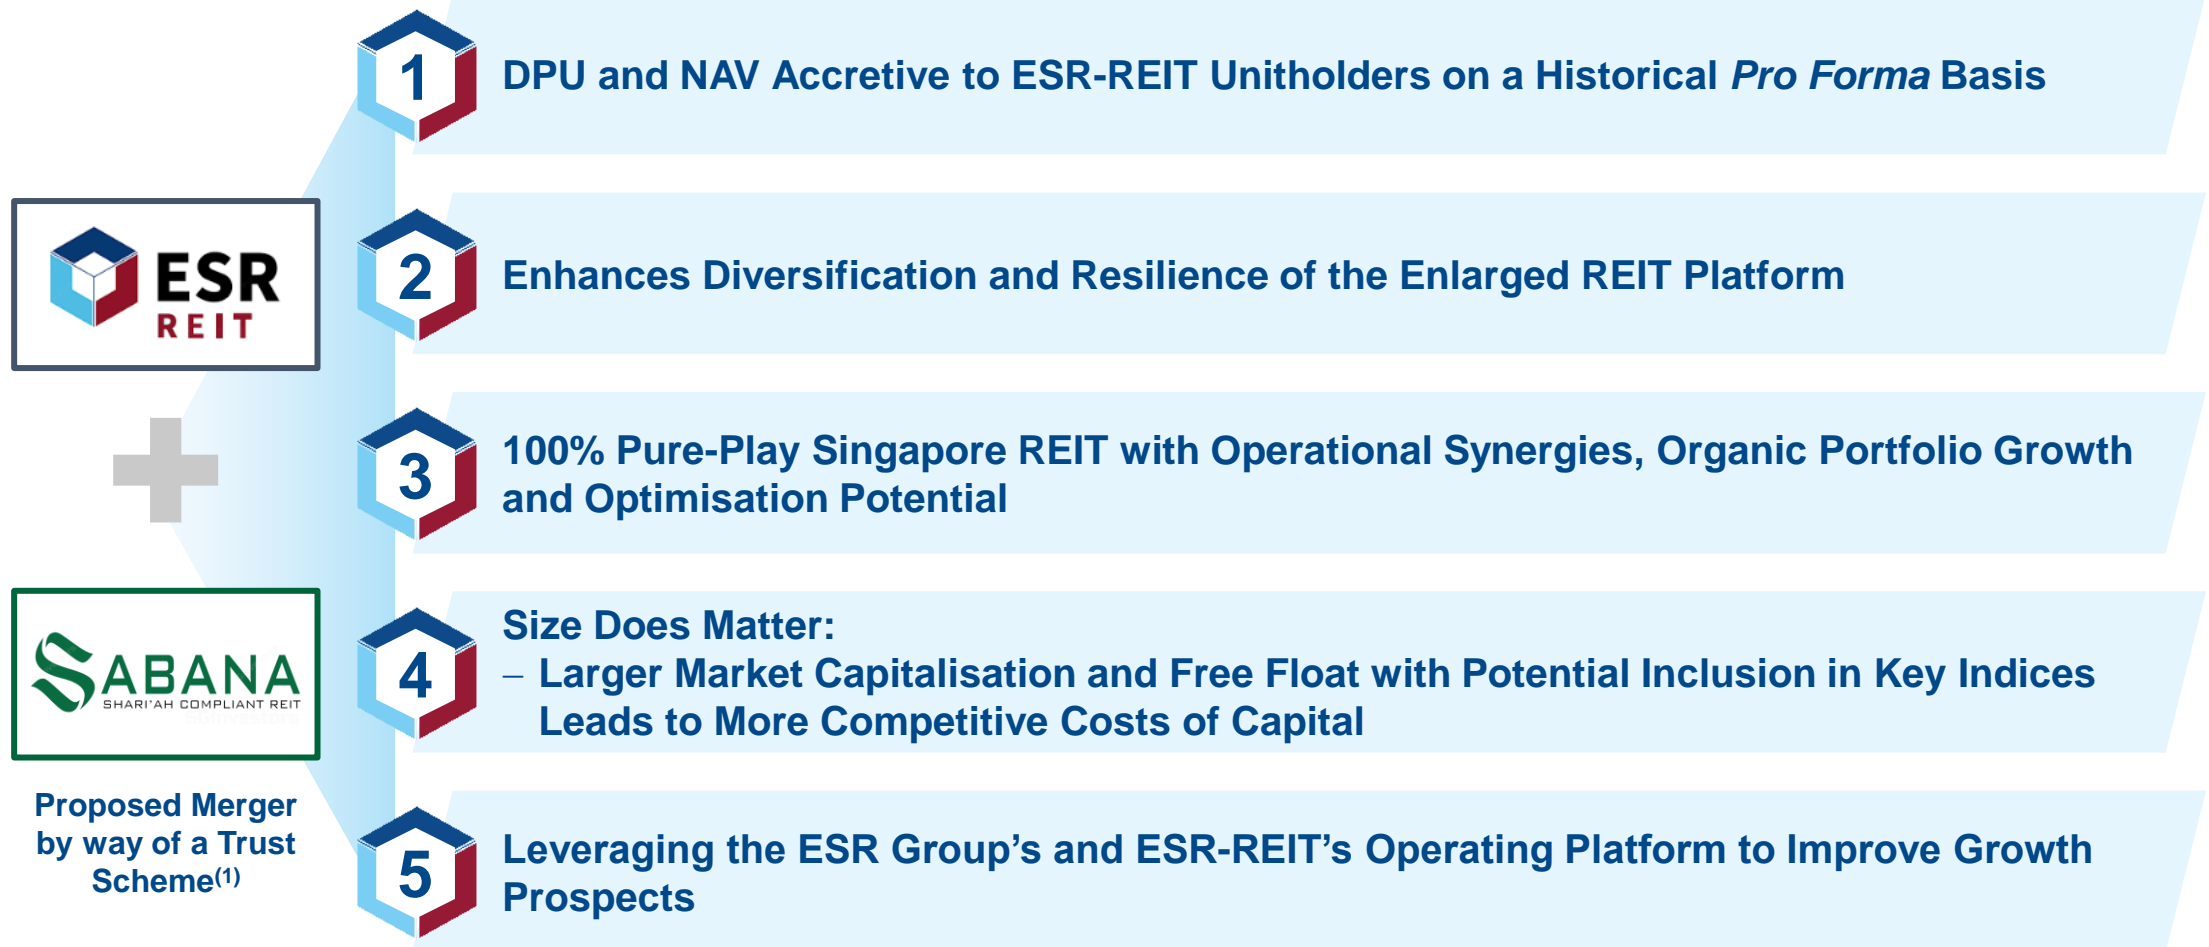 1
DPU and NAV Accretive to ESR-REIT Unitholders on a Historical Pro Forma Basis
ESR
REIT
2
Enhances Diversification and Resilience of the Enlarged REIT Platform
3
100% Pure-Play Singapore REIT with Operational Synergies, Organic Portfolio Growth
and Optimisation Potential
SABANA
SHARI'AH COMPLIANT REIT
4
Size Does Matter:
– Larger Market Capitalisation and Free Float with Potential Inclusion in Key Indices
Leads to More Competitive Costs of Capital
Proposed Merger
by way of a Trust
Scheme(1)
5
Leveraging the ESR Group’s and ESR-REIT’s Operating Platform to Improve Growth
Prospects